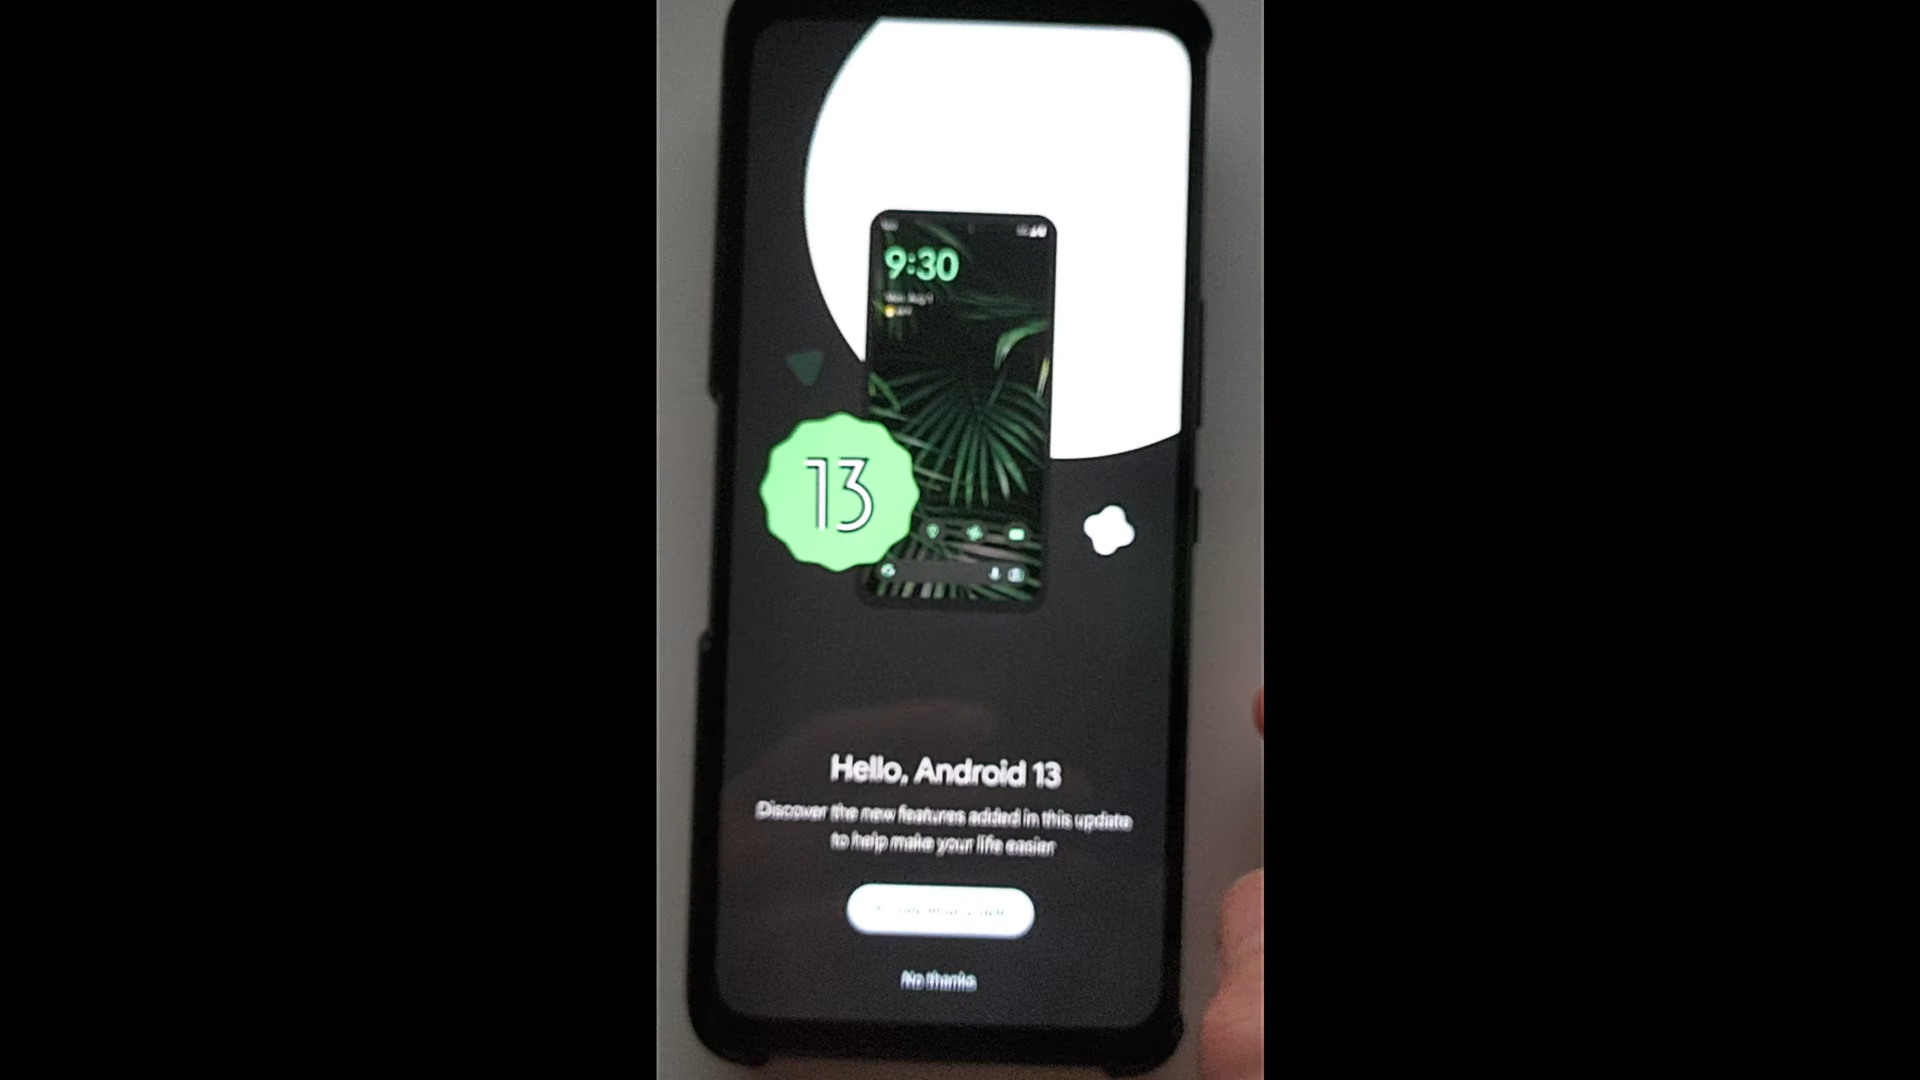 9:30
13
Hello, Android 13
Discover the new features added in this update
to help make your life easier
No thanks